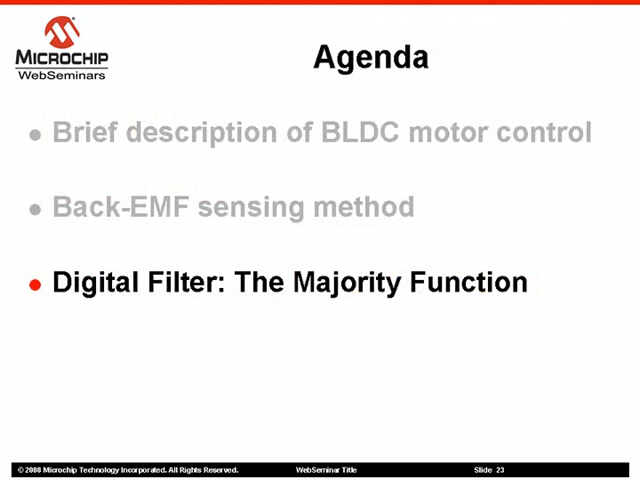 MICROCHIP
WebSeminars
Agenda
Brief description of BLDC motor control
Back-EMF sensing method
Digital Filter: The Majority Function
© 2008 Microchip Technology Incorporated. All Rights Reserved. WebSeminar Title Slide 23